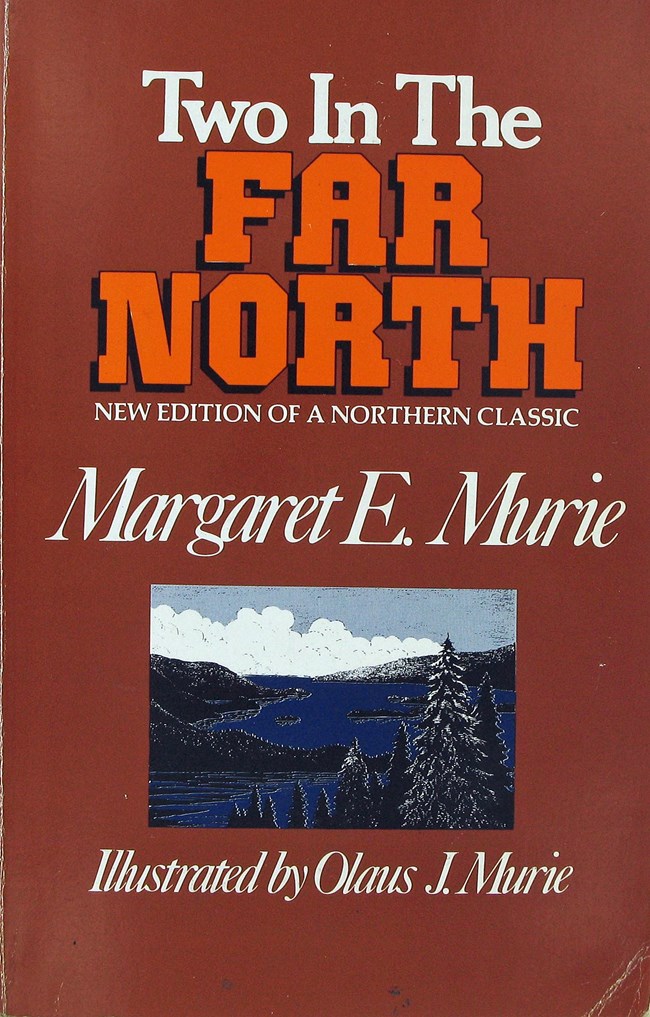 Two In The
FAR
NORTH
NEW EDITION OF A NORTHERN CLASSIC
Margaret E. Murie
Illustrated by Olaus J. Murie